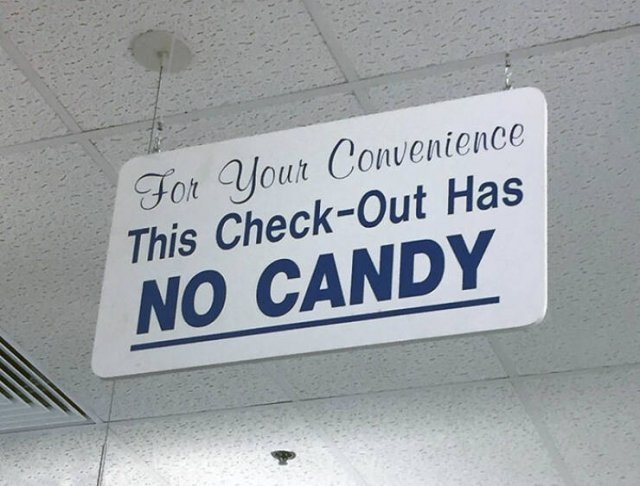 For Your Convenience
This Check-Out Has
NO CANDY